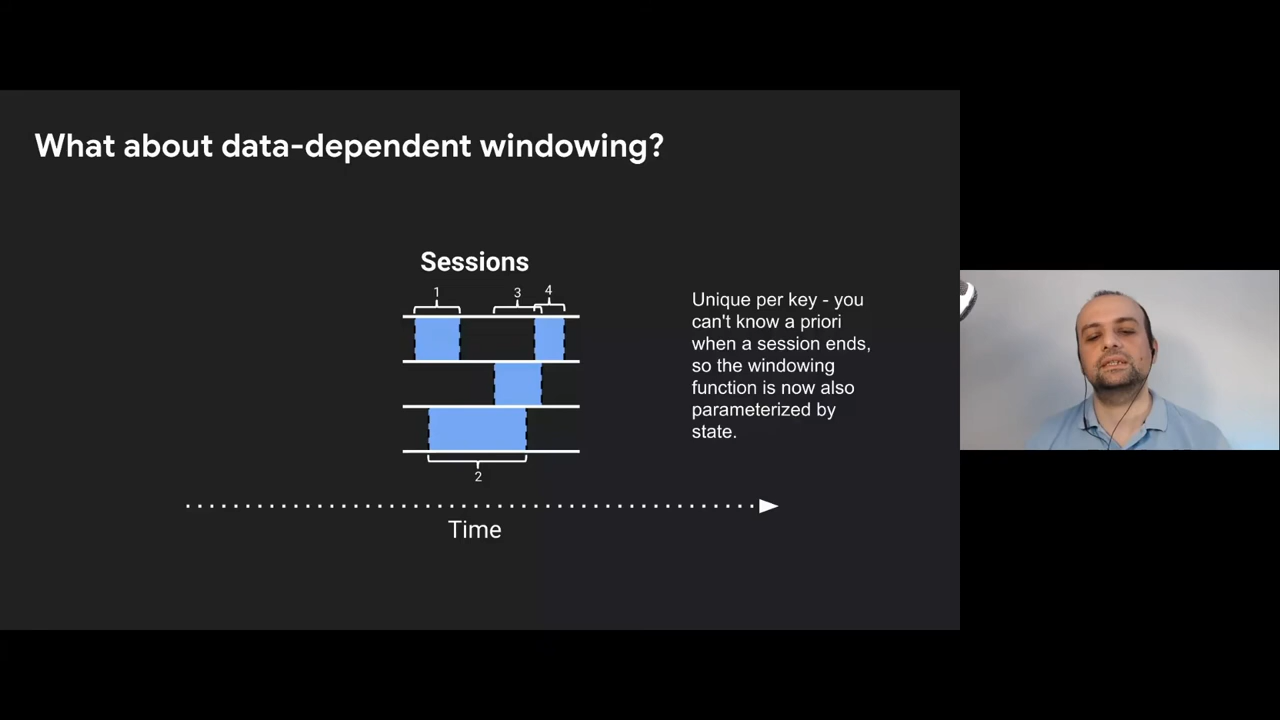 What about data-dependent windowing?
Sessions
1
3
4
2
Unique per key - you
can't know a priori
when a session ends,
so the windowing
function is now also
parameterized by
state.
Time